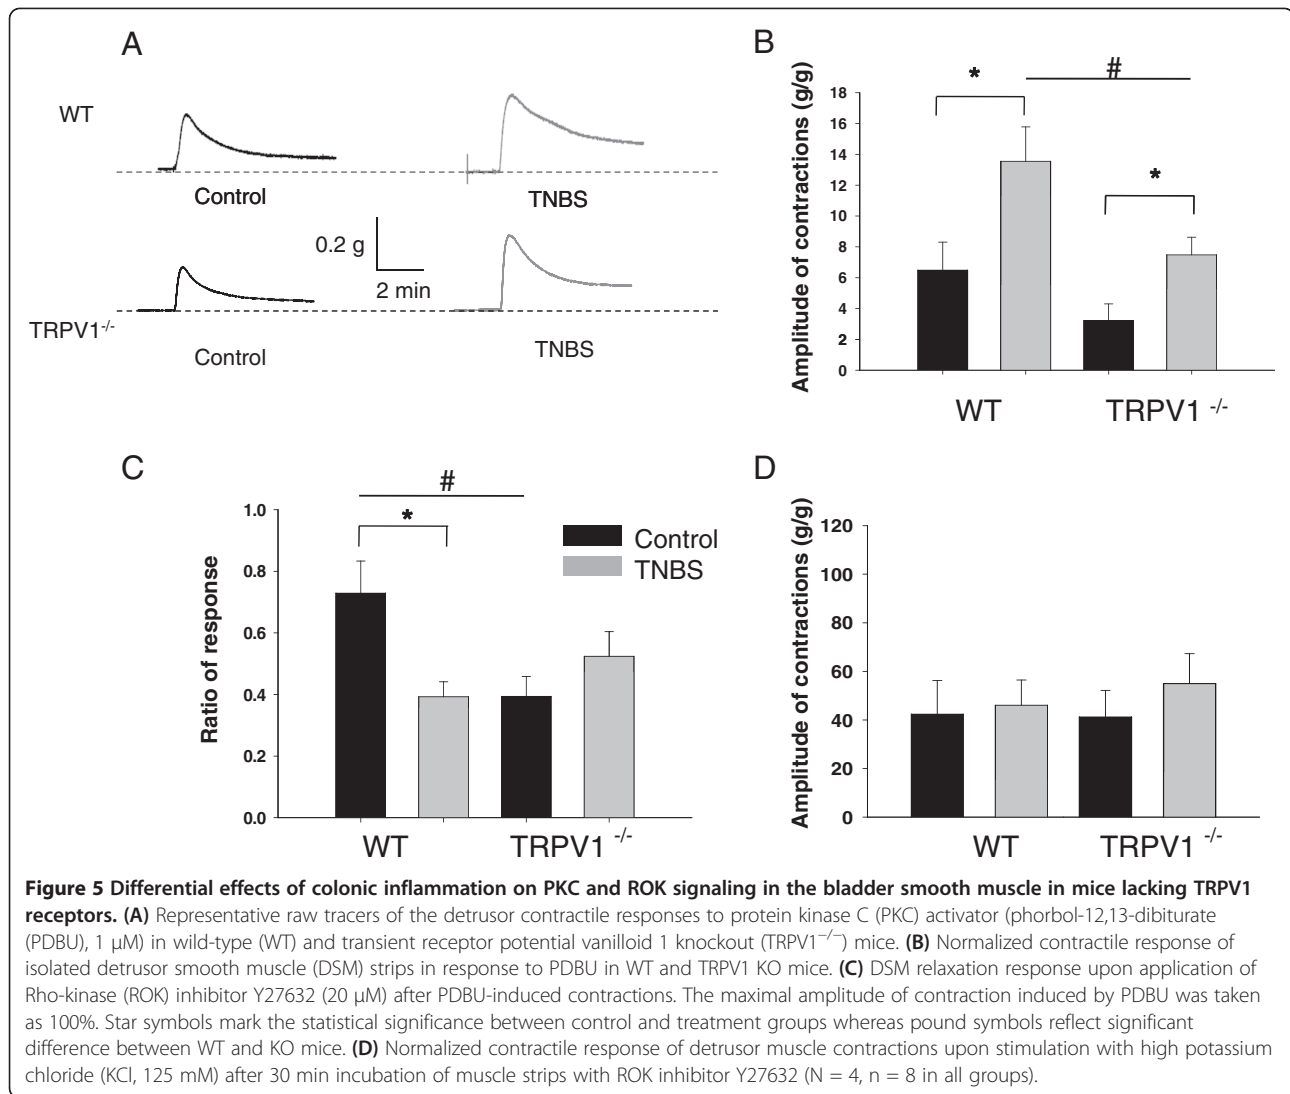 A
WT
Control
TNBS
0.2 g
2 min
TRPV1-/-
Control
TNBS
B
* #
*
Amplitude of contractions (g/g)
18
16
14
12
10
8
6
4
2
0
WT TRPV1 -/-
C
#
*
Control
TNBS
Ratio of response
1.0
0.8
0.6
0.4
0.2
0.0
WT TRPV1 -/-
D
Amplitude of contractions (g/g)
120
100
80
60
40
20
0
WT TRPV1 -/-
Figure 5 Differential effects of colonic inflammation on PKC and ROK signaling in the bladder smooth muscle in mice lacking TRPV1
receptors. (A) Representative raw tracers of the detrusor contractile responses to protein kinase C (PKC) activator (phorbol-12,13-dibiturate
(PDBU), 1 μM) in wild-type (WT) and transient receptor potential vanilloid 1 knockout (TRPV1−/−) mice. (B) Normalized contractile response of
isolated detrusor smooth muscle (DSM) strips in response to PDBU in WT and TRPV1 KO mice. (C) DSM relaxation response upon application of
Rho-kinase (ROK) inhibitor Y27632 (20 μM) after PDBU-induced contractions. The maximal amplitude of contraction induced by PDBU was taken
as 100%. Star symbols mark the statistical significance between control and treatment groups whereas pound symbols reflect significant
difference between WT and KO mice. (D) Normalized contractile response of detrusor muscle contractions upon stimulation with high potassium
chloride (KCl, 125 mM) after 30 min incubation of muscle strips with ROK inhibitor Y27632 (N = 4, n = 8 in all groups).